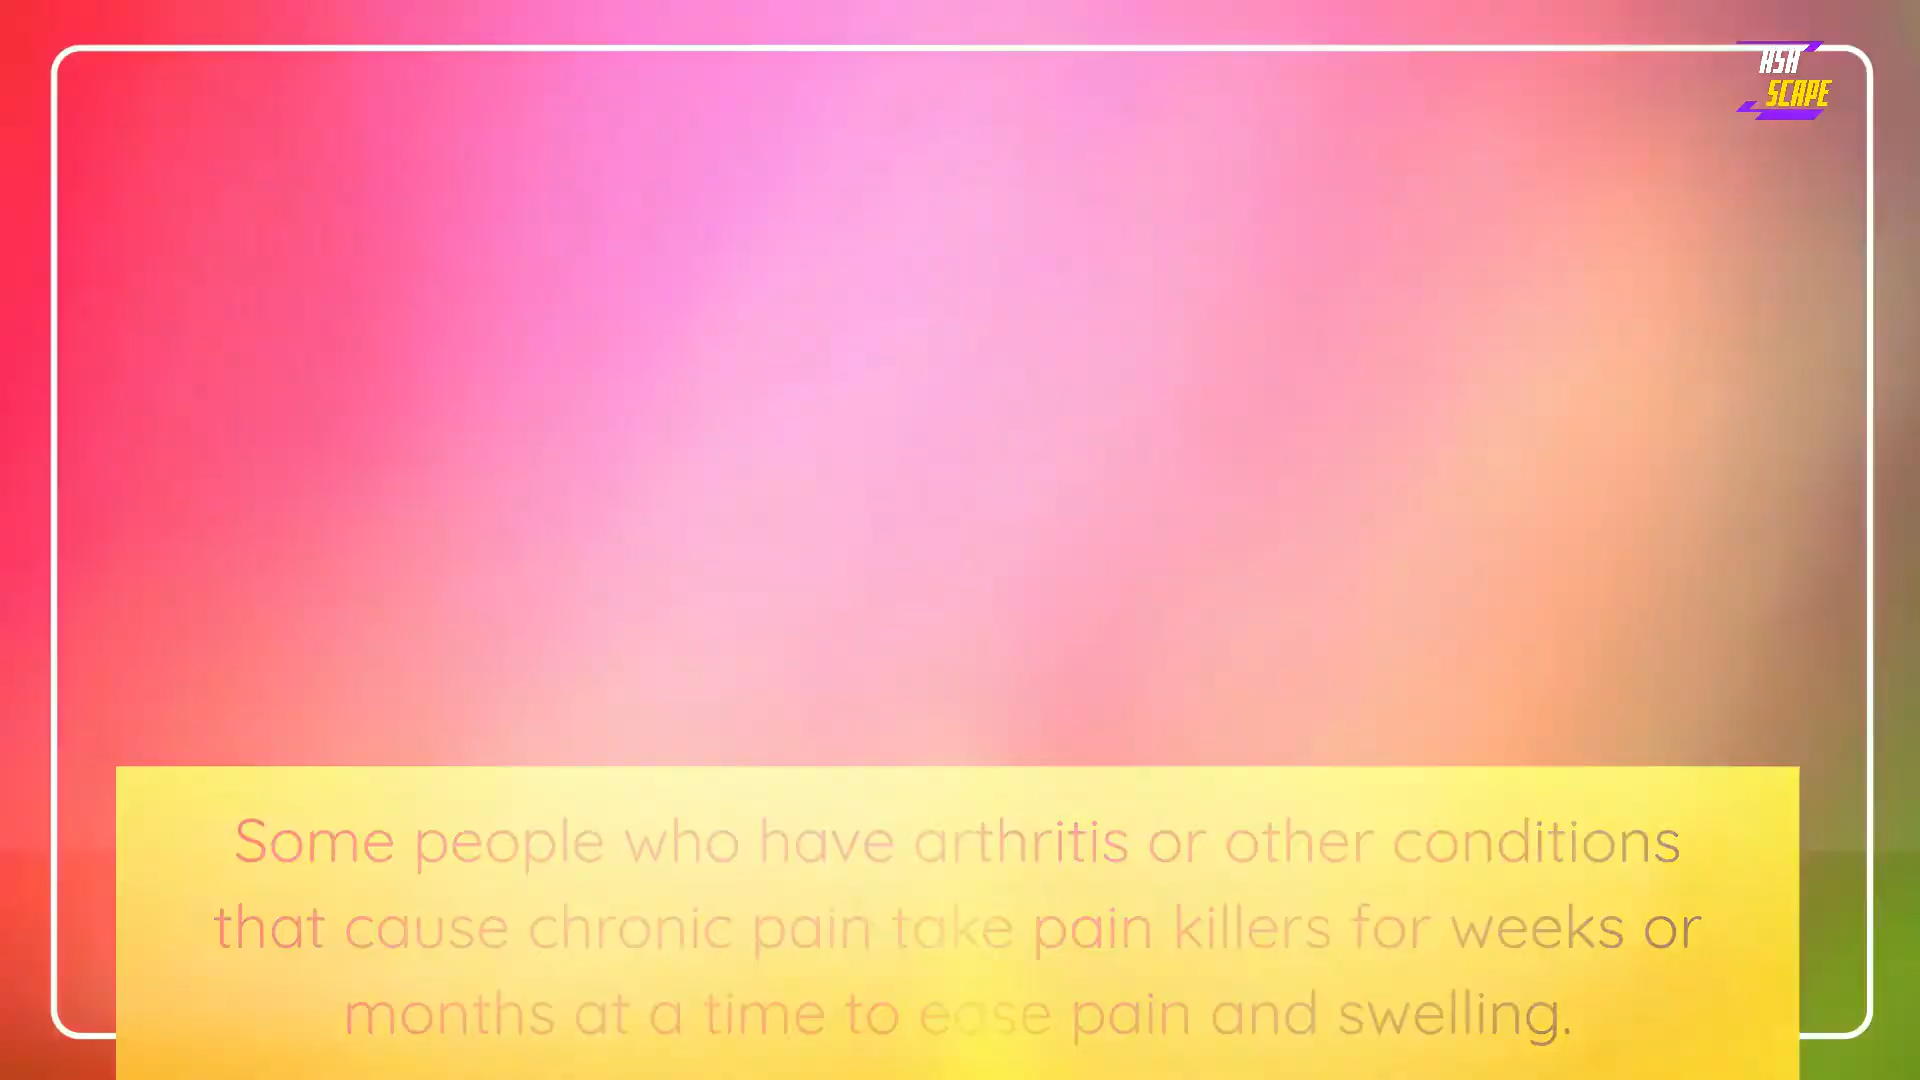 ASA
SCAPE
Some people who have arthritis or other conditions
that cause chronic pain take pain killers for weeks or
months at a time to ease pain and swelling.